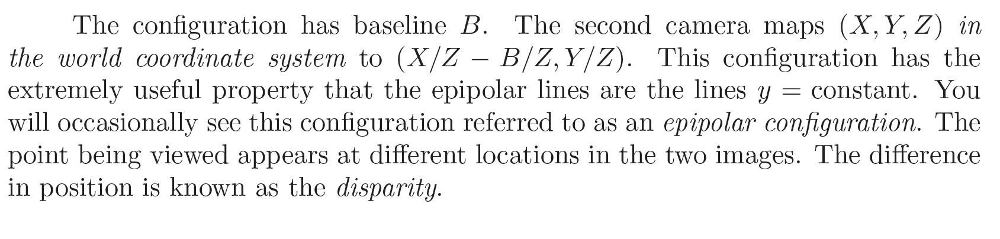 The configuration has baseline B. The second camera maps (X, Y, Z) in
the world coordinate system to (X/Z − B/Z, Y/Z). This configuration has the
extremely useful property that the epipolar lines are the lines y = constant. You
will occasionally see this configuration referred to as an epipolar configuration. The
point being viewed appears at different locations in the two images. The difference
in position is known as the disparity.